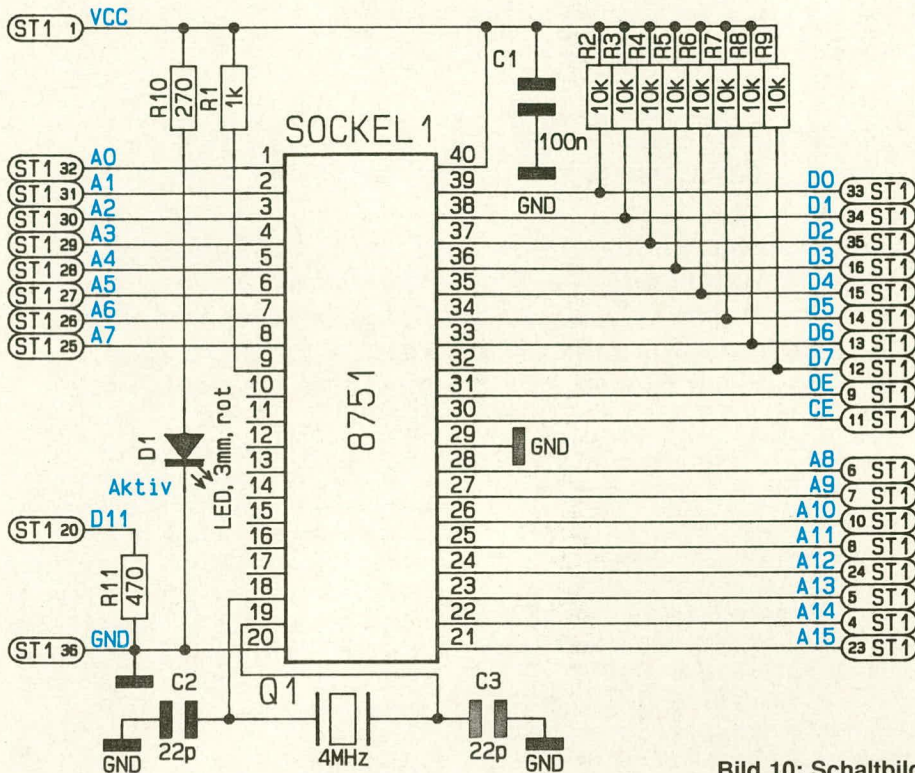 ST1 1 VCC
R10 270
R1 1k
C1
100n
GND
R2 10k
R3 10k
R4 10k
R5 10k
R6 10k
R7 10k
R8 10k
R9 10k
SOCKEL1
8751
ST1 32 A0 1
ST1 31 A1 2
ST1 30 A2 3
ST1 29 A3 4
ST1 28 A4 5
ST1 27 A5 6
ST1 26 A6 7
ST1 25 A7 8
9
10
11
12
13
14
15
16
17
18
19
20
40
39 D0 33 ST1
38 D1 34 ST1
37 D2 35 ST1
36 D3 16 ST1
35 D4 15 ST1
34 D5 14 ST1
33 D6 13 ST1
32 D7 12 ST1
31 OE 9 ST1
30 CE 11 ST1
29 GND
28 A8 6 ST1
27 A9 7 ST1
26 A10 10 ST1
25 A11 8 ST1
24 A12 24 ST1
23 A13 5 ST1
22 A14 4 ST1
21 A15 23 ST1
D1
LED, 3mm, rot
Aktiv
ST1 20 D11
R11 470
ST1 36 GND
C2
22p
GND
Q1
4MHz
C3
22p
GND
Bild 10: Schaltbild